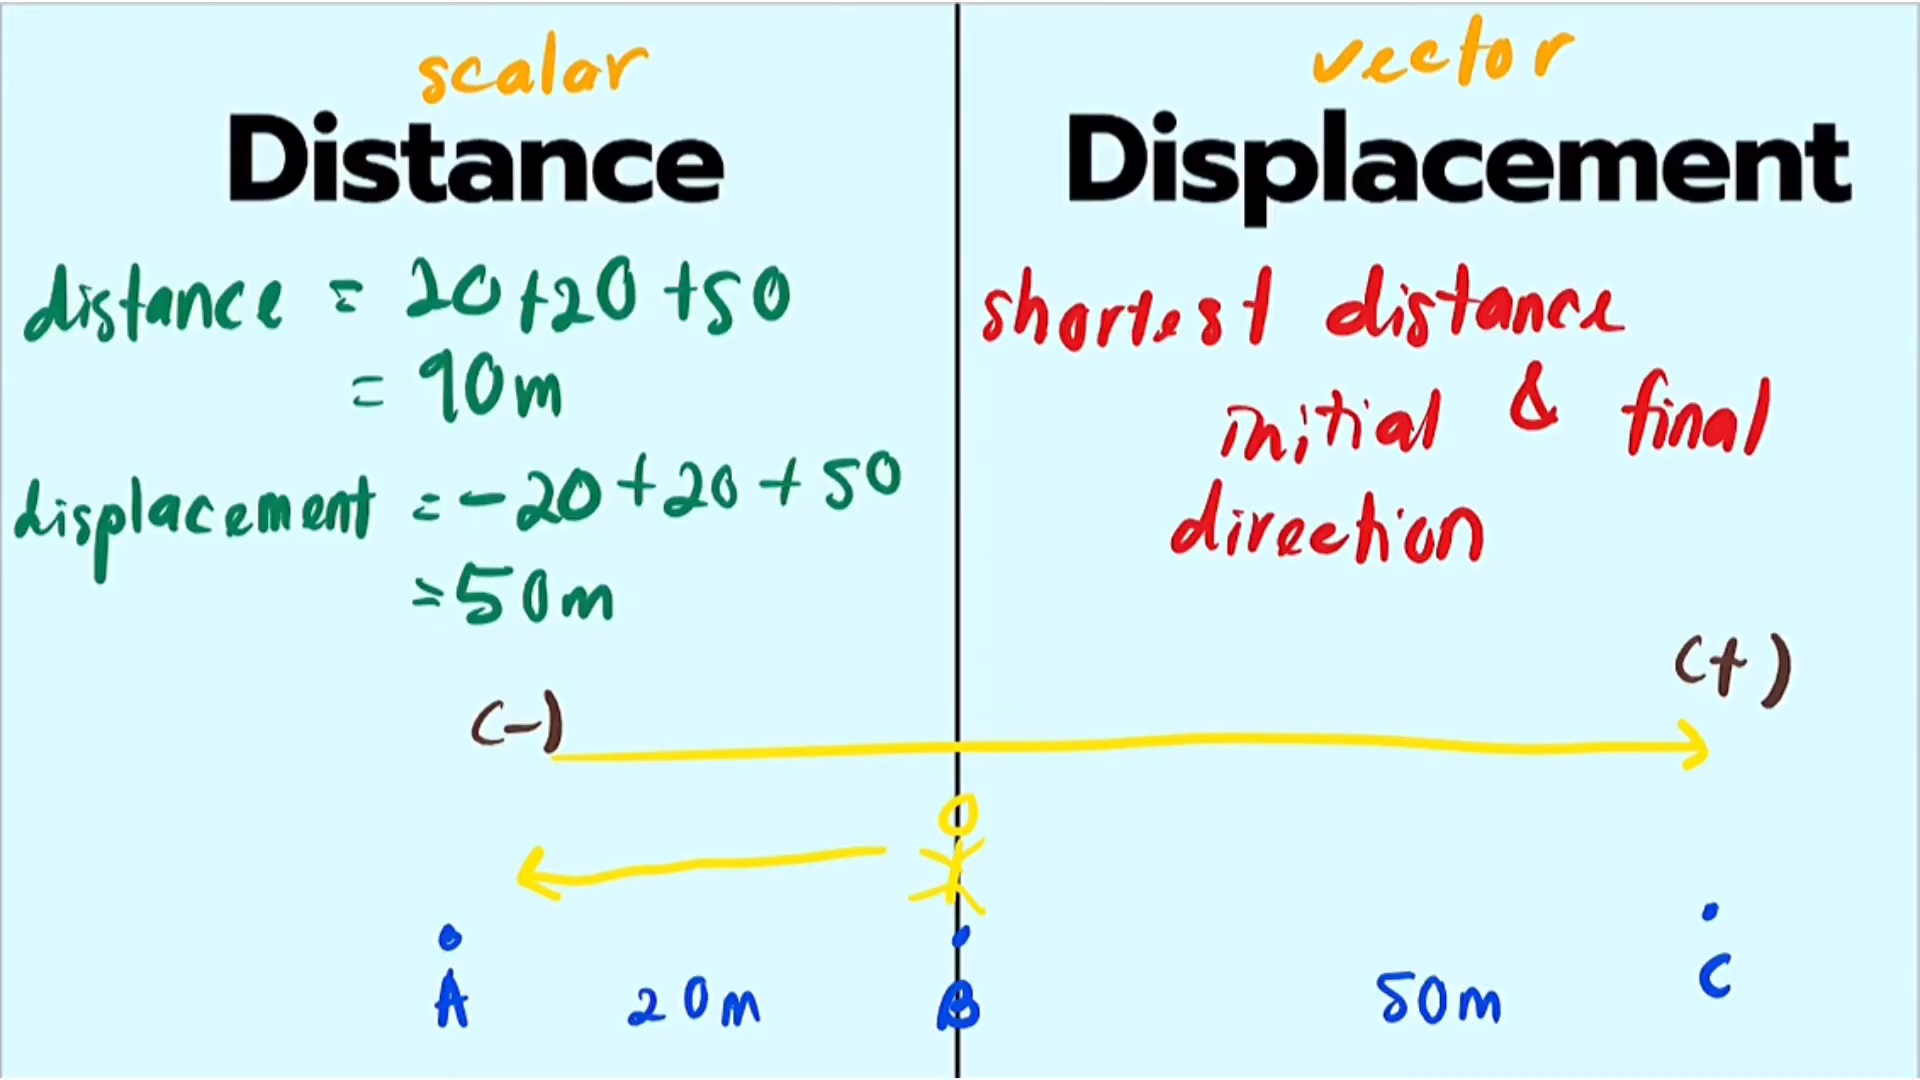 scalar
Distance
distance = 20+20+50
= 90m
displacement = -20+20+50
=50m
vector
Displacement
shortest distance
initial & final
direction
(-)
(+)
A 20m B 50m C